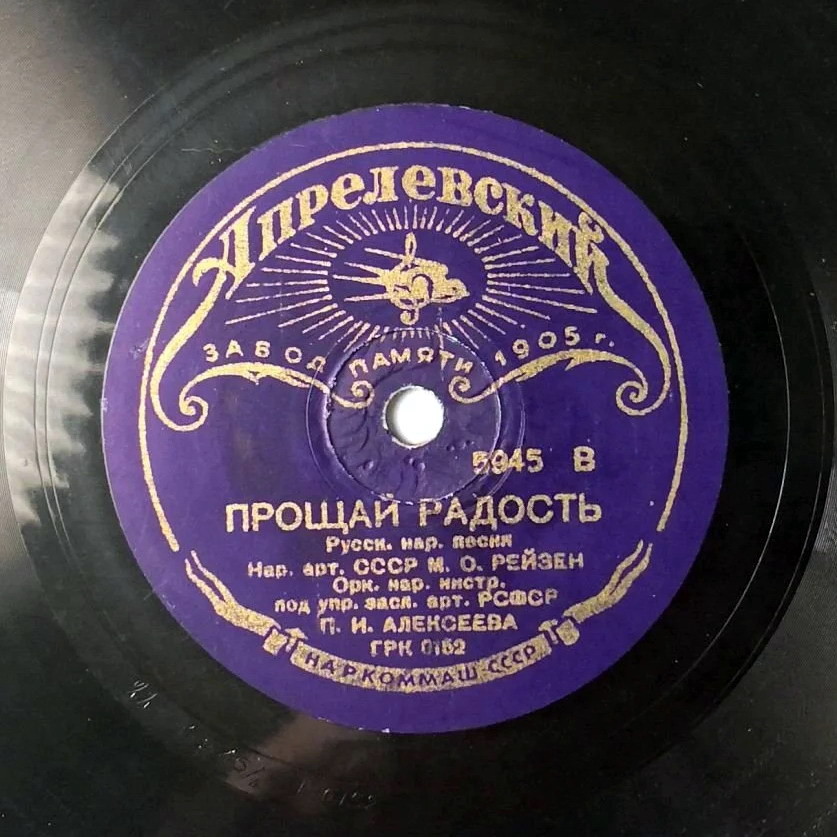 Апрелевский
ЗАВОД ПАМЯТИ 1905 г.
5945 В
ПРОЩАЙ РАДОСТЬ
Русск. нар. песня
Нар. арт. СССР М. О. РЕЙЗЕН
Орк. нар. инстр.
под упр. засл. арт. РСФСР
П. И. АЛЕКСЕЕВА
ГРК 0152
НАРКОММАШ СССР